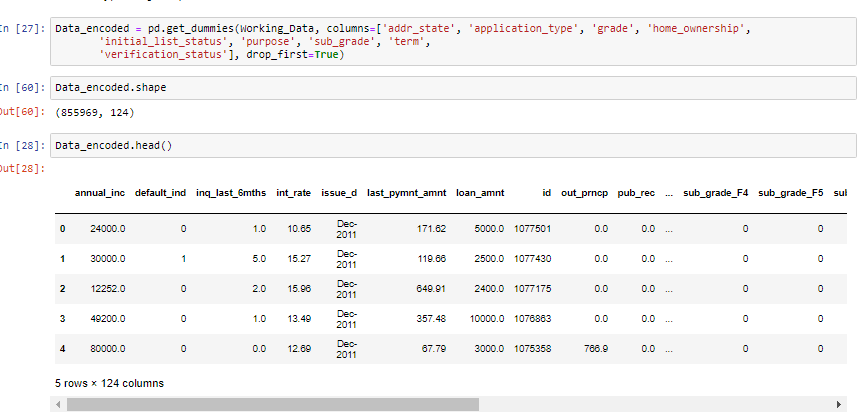 In [27]: Data_encoded = pd.get_dummies(Working_Data, columns=['addr_state', 'application_type', 'grade', 'home_ownership',
'initial_list_status', 'purpose', 'sub_grade', 'term',
'verification_status'], drop_first=True)
n [60]: Data_encoded.shape
Out[60]: (855969, 124)
n [28]: Data_encoded.head()
Out[28]:
annual_inc default_ind inq_last_6mths int_rate issue_d last_pymnt_amnt loan_amnt id out_prncp pub_rec ... sub_grade_F4 sub_grade_F5 sul
0 24000.0 0 1.0 10.65 Dec-2011 171.62 5000.0 1077501 0.0 0.0 ... 0 0
1 30000.0 1 5.0 15.27 Dec-2011 119.66 2500.0 1077430 0.0 0.0 ... 0 0
2 12252.0 0 2.0 15.96 Dec-2011 649.91 2400.0 1077175 0.0 0.0 ... 0 0
3 49200.0 0 1.0 13.49 Dec-2011 357.48 10000.0 1076863 0.0 0.0 ... 0 0
4 80000.0 0 0.0 12.69 Dec-2011 67.79 3000.0 1075358 766.9 0.0 ... 0 0
5 rows × 124 columns